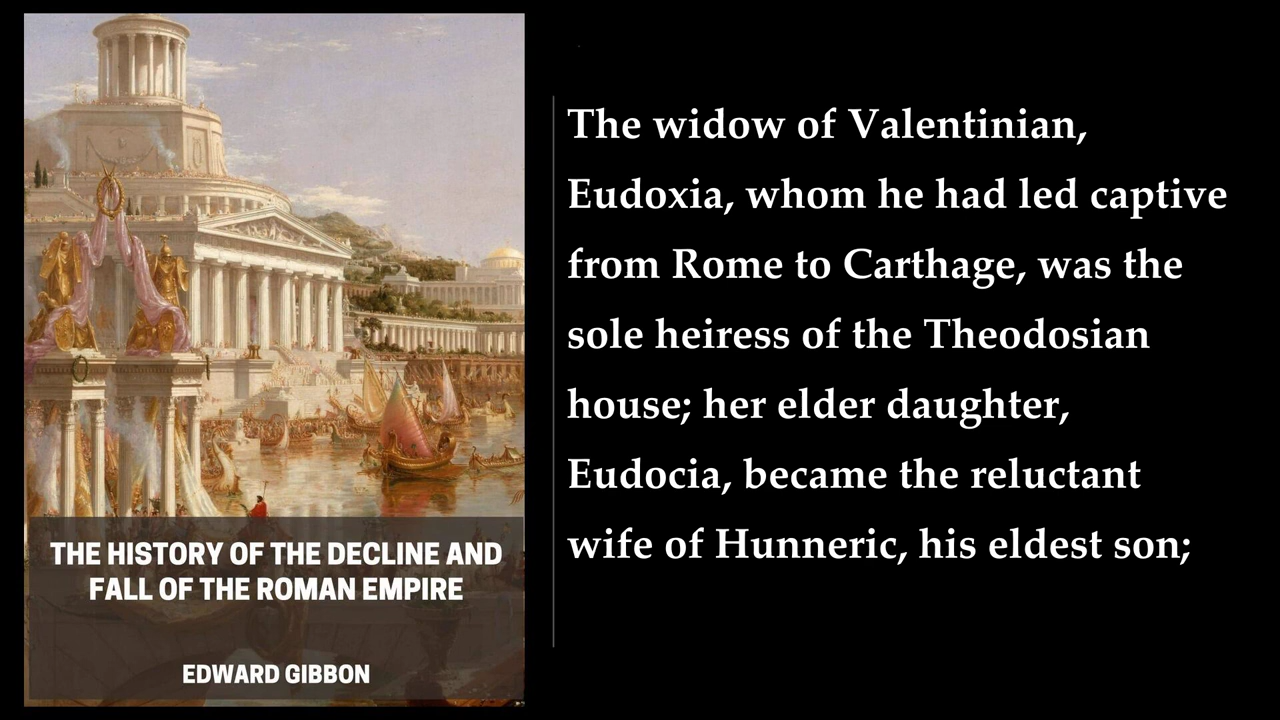 THE HISTORY OF THE DECLINE AND
FALL OF THE ROMAN EMPIRE
EDWARD GIBBON
The widow of Valentinian,
Eudoxia, whom he had led captive
from Rome to Carthage, was the
sole heiress of the Theodosian
house; her elder daughter,
Eudocia, became the reluctant
wife of Hunneric, his eldest son;